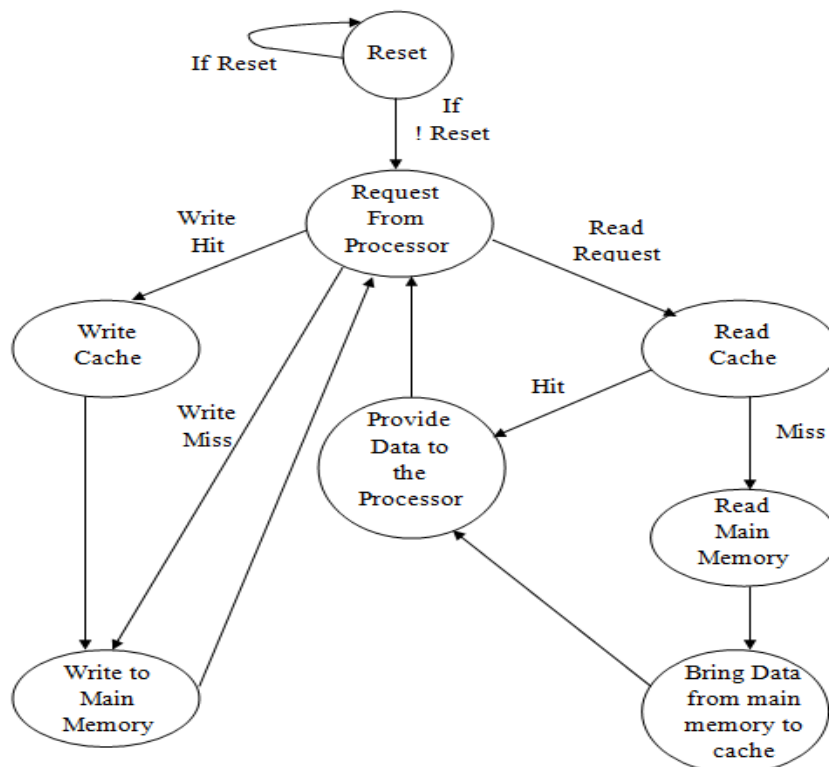 Reset
If Reset
If
! Reset
Request
From
Processor
Write
Hit
Read
Request
Write
Cache
Read
Cache
Hit
Write
Miss
Provide
Data to
the
Processor
Miss
Read
Main
Memory
Write to
Main
Memory
Bring Data
from main
memory to
cache